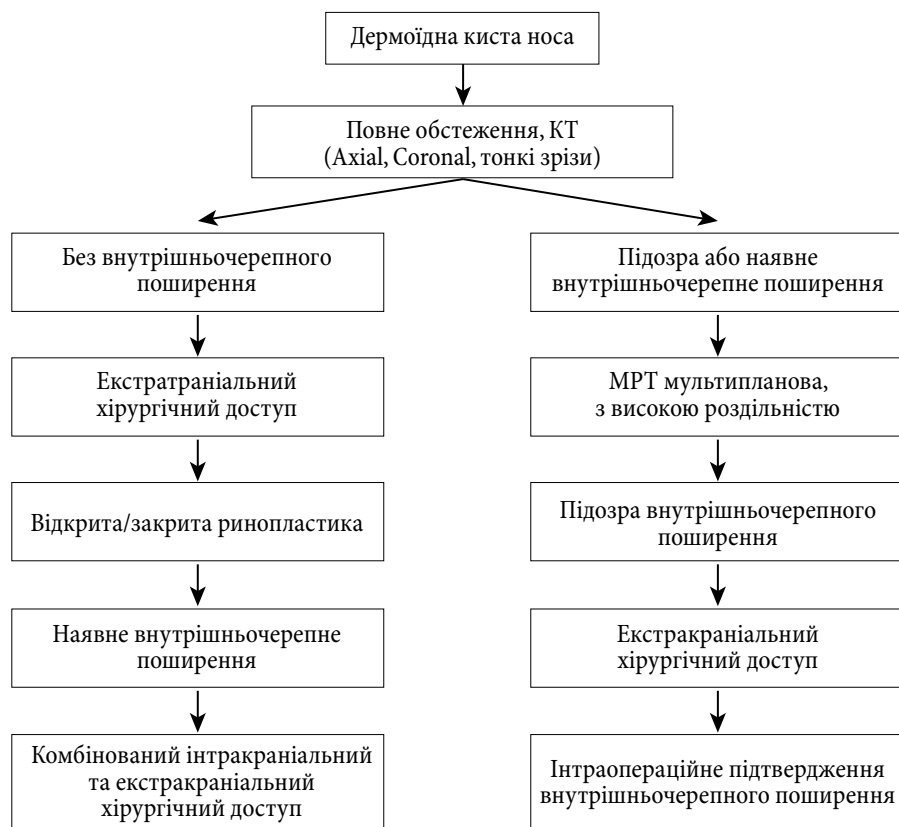 Дермоїдна киста носа
Повне обстеження, КТ
(Axial, Coronal, тонкі зрізи)
Без внутрішньочерепного
поширення
Підозра або наявне
внутрішньочерепне поширення
Екстратраніальний
хірургічний доступ
МРТ мультипланова,
з високою роздільністю
Відкрита/закрита ринопластика
Підозра внутрішньочерепного
поширення
Наявне внутрішньочерепне
поширення
Екстракраніальний
хірургічний доступ
Комбінований інтракраніальний
та екстракраніальний
хірургічний доступ
Інтраопераційне підтвердження
внутрішньочерепного поширення